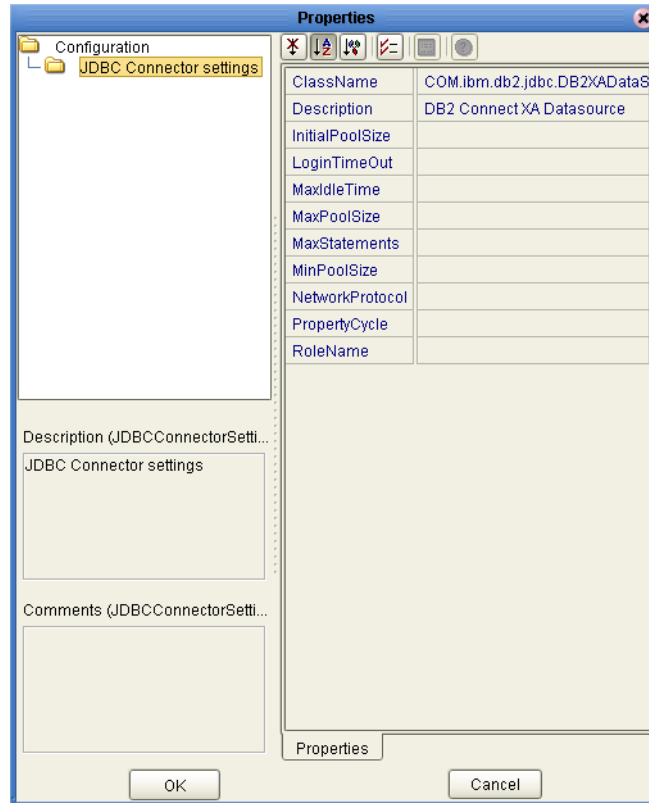 Properties
Configuration
JDBC Connector settings
ClassName COM.ibm.db2.jdbc.DB2XADataS
Description DB2 Connect XA Datasource
InitialPoolSize
LoginTimeOut
MaxIdleTime
MaxPoolSize
MaxStatements
MinPoolSize
NetworkProtocol
PropertyCycle
RoleName
Description (JDBCConnectorSetti...
JDBC Connector settings
Comments (JDBCConnectorSetti...
Properties
OK
Cancel